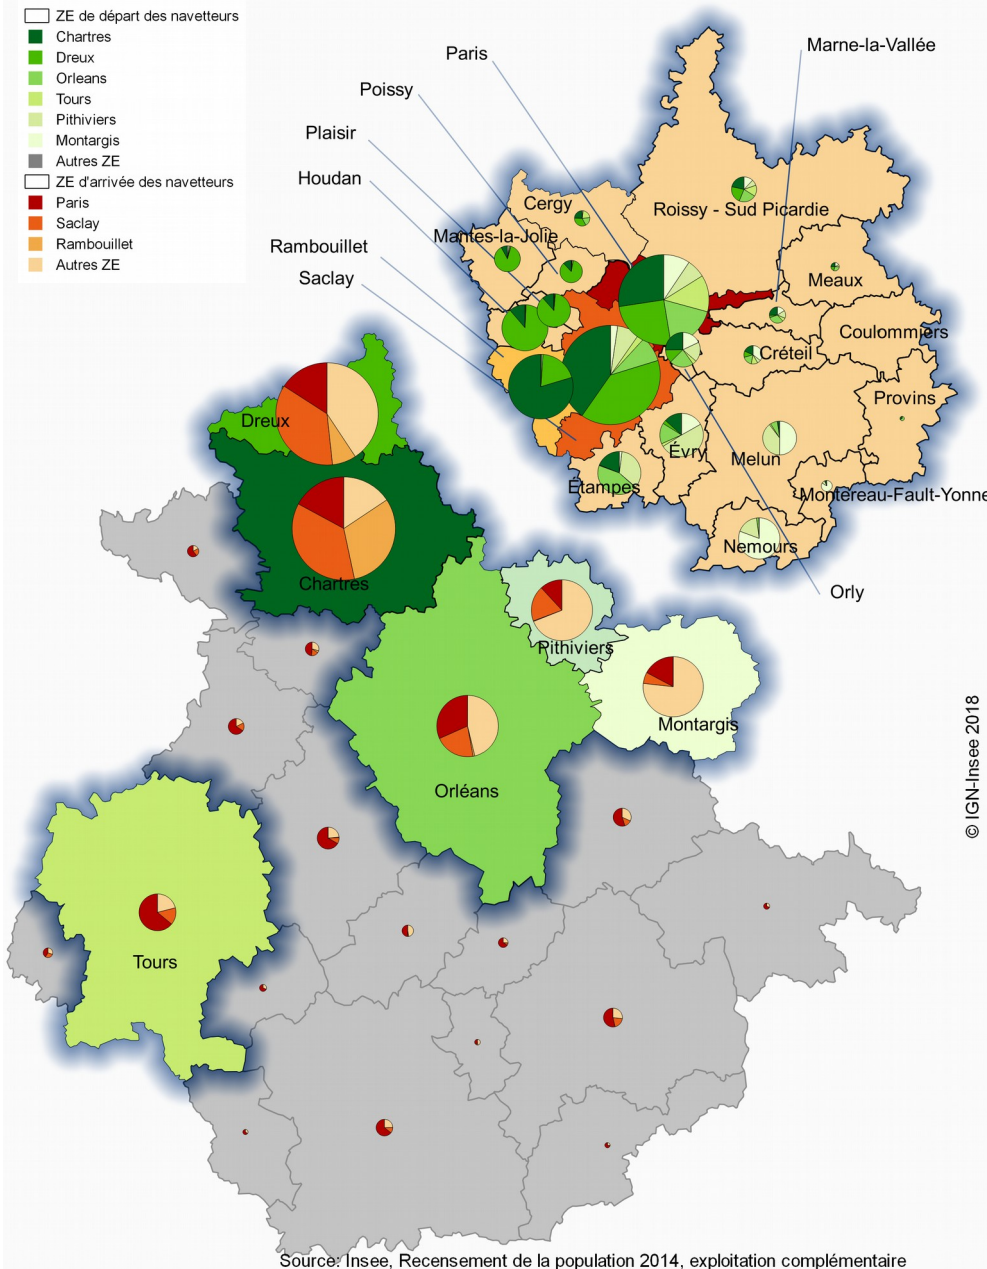 ZE de départ des navetteurs
Chartres
Dreux
Orleans
Tours
Pithiviers
Montargis
Autres ZE
ZE d'arrivée des navetteurs
Paris
Saclay
Rambouillet
Autres ZE
Paris
Marne-la-Vallée
Poissy
Plaisir
Houdan
Cergy
Roissy - Sud Picardie
Mantes-la-Jolie
Rambouillet
Saclay
Meaux
Coulommiers
Créteil
Provins
Dreux
Évry
Melun
Étampes
Montereau-Fault-Yonne
Nemours
Chartres
Orly
Pithiviers
Montargis
Orléans
Tours
© IGN-Insee 2018
Source: Insee, Recensement de la population 2014, exploitation complémentaire